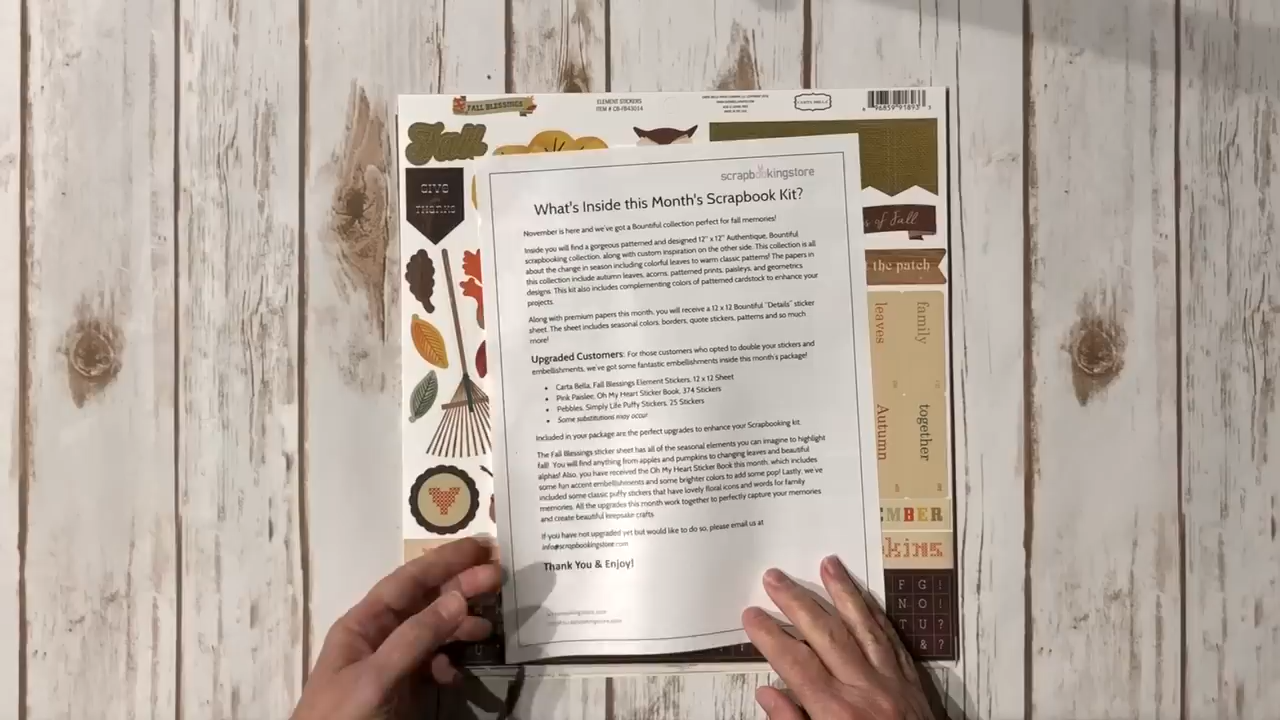 FALL BLESSINGS
ELEMENT STICKERS
ITEM # CB-FB43014
CARTA BELLA
Fall
GIVE
THANKS
scrapbookingstore
What's Inside this Month's Scrapbook Kit?
November is here and we've got a Bountiful collection perfect for fall memories!
Inside you will find a gorgeous patterned and designed 12" x 12" Authentique, Bountiful
scrapbooking collection, along with custom inspiration on the other side. This collection is all
about the change in season including colorful leaves to warm classic patterns! The papers in
this collection include autumn leaves, acorns, patterned prints, paisleys, and geometrics
designs. This kit also includes complementing colors of patterned cardstock to enhance your
projects.
Along with premium papers this month, you will receive a 12 x 12 Bountiful "Details" sticker
sheet. The sheet includes seasonal colors, borders, quote stickers, patterns and so much
more!
Upgraded Customers: For those customers who opted to double your stickers and
embellishments, we've got some fantastic embellishments inside this month's package!
• Carta Bella, Fall Blessings Element Stickers, 12 x 12 Sheet
• Pink Paislee, Oh My Heart Sticker Book, 374 Stickers
• Pebbles, Simply Life Puffy Stickers, 25 Stickers
• Some substitutions may occur
Included in your package are the perfect upgrades to enhance your Scrapbooking kit.
The Fall Blessings sticker sheet has all of the seasonal elements you can imagine to highlight
fall! You will find anything from apples and pumpkins to changing leaves and beautiful
alphas! Also, you have received the Oh My Heart Sticker Book this month, which includes
some fun accent embellishments and some brighter colors to add some pop! Lastly, we've
included some classic puffy stickers that have lovely floral icons and words for family
memories. All the upgrades this month work together to perfectly capture your memories
and create beautiful keepsake crafts.
If you have not upgraded yet but would like to do so, please email us at
info@scrapbookingstore.com
Thank You & Enjoy!
s of Fall
the patch
leaves
family
Autumn
together
MBER
kins
F G !
N O !
T U ?
& ?
U